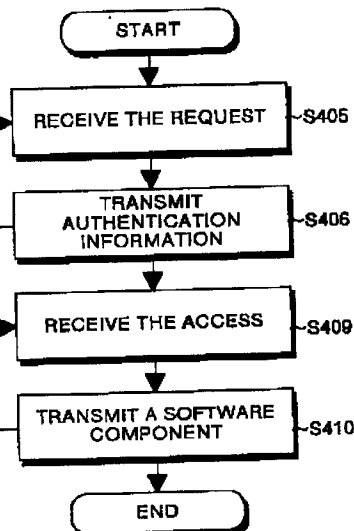 START
RECEIVE THE REQUEST
S405
TRANSMIT
AUTHENTICATION
INFORMATION
S406
RECEIVE THE ACCESS
S409
TRANSMIT A SOFTWARE
COMPONENT
S410
END